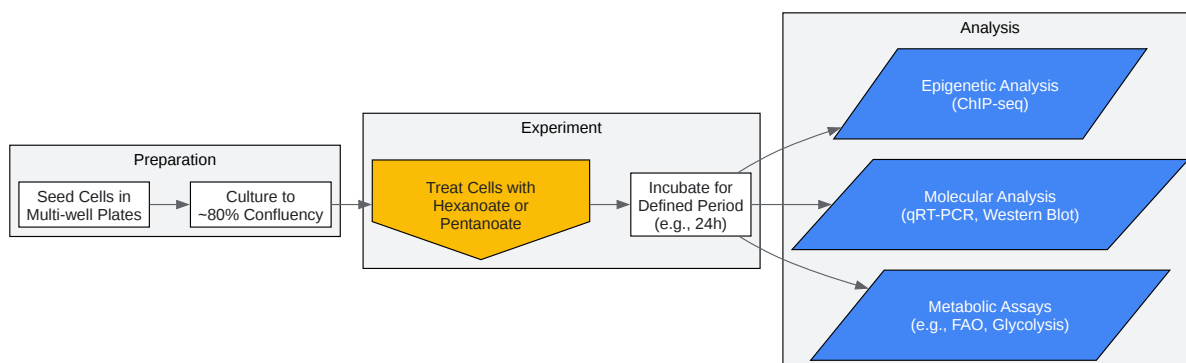 Preparation
Seed Cells in
Multi-well Plates
Culture to
~80% Confluency
Experiment
Treat Cells with
Hexanoate or
Pentanoate
Incubate for
Defined Period
(e.g., 24h)
Analysis
Epigenetic Analysis
(ChIP-seq)
Molecular Analysis
(qRT-PCR, Western Blot)
Metabolic Assays
(e.g., FAO, Glycolysis)